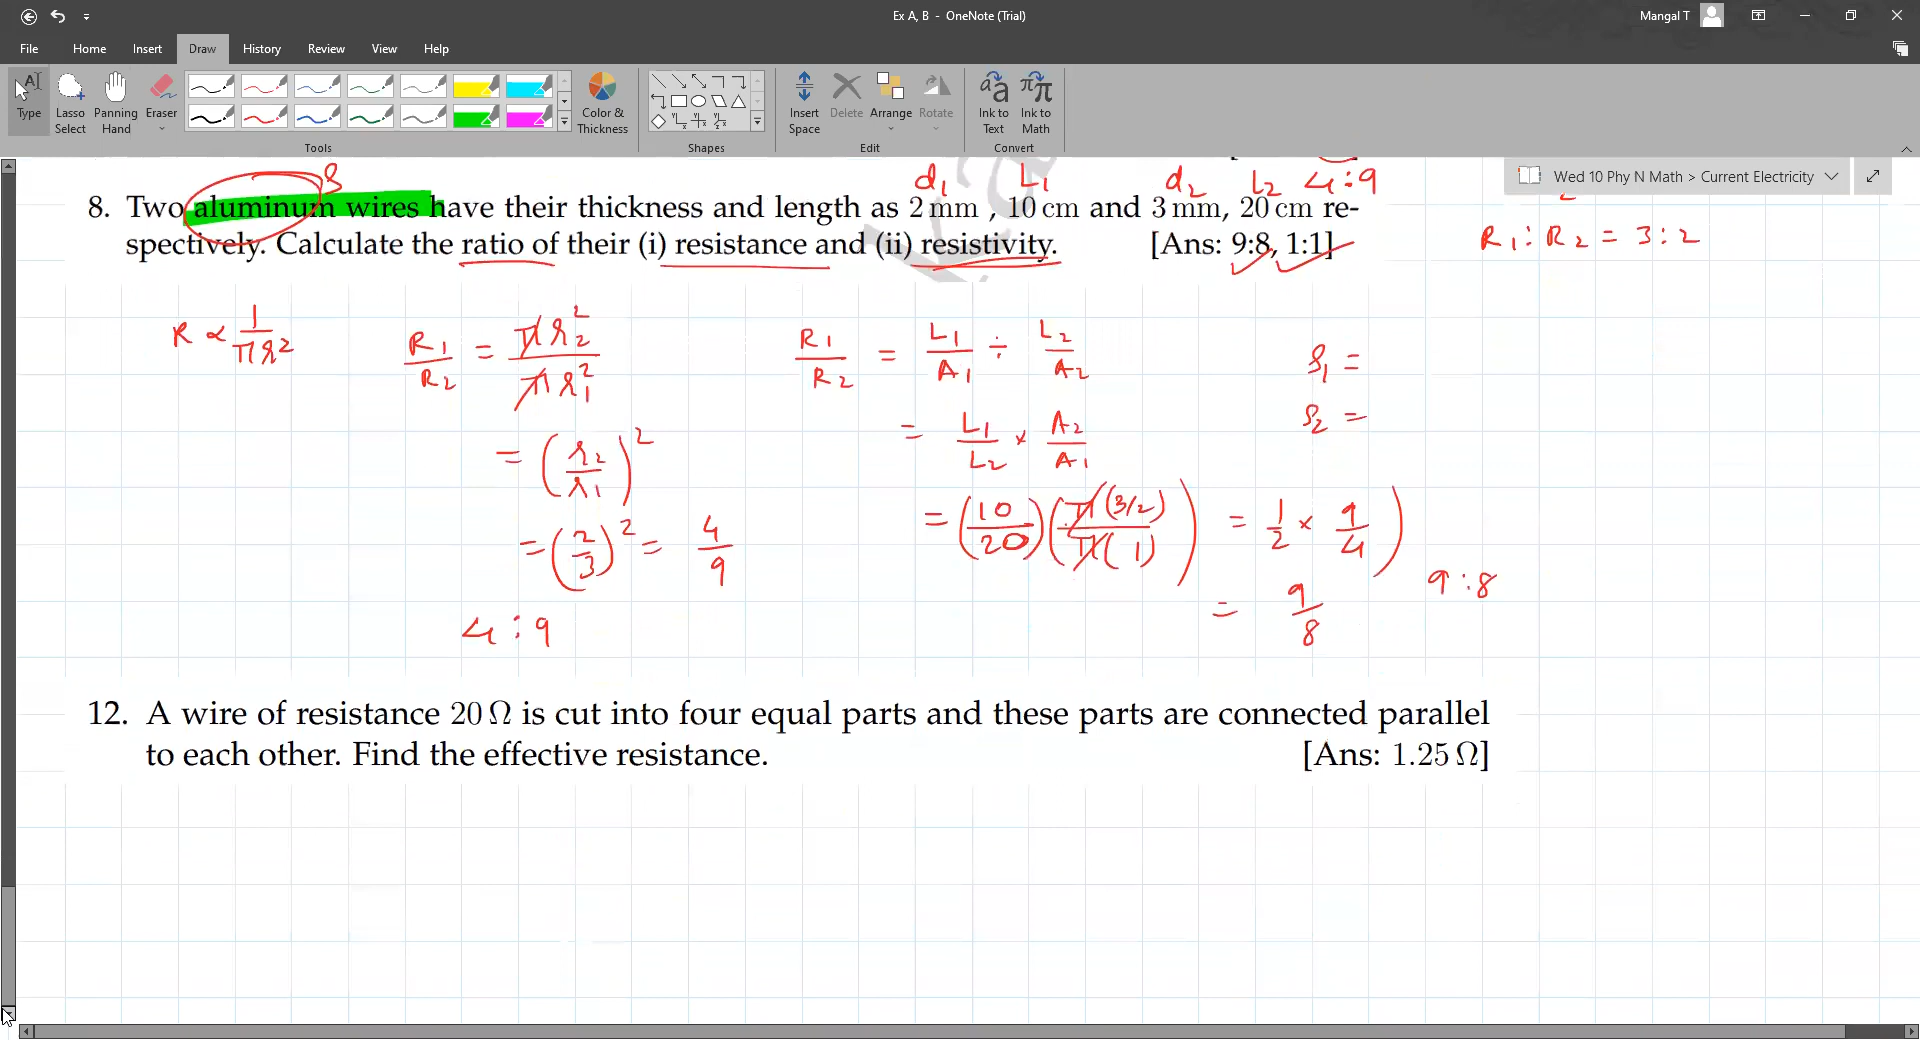 Ex A, B - OneNote (Trial)
Mangal T
File Home Insert Draw History Review View Help
Type
Lasso Select
Panning Hand
Eraser
Color & Thickness
Insert Space
Delete
Arrange
Rotate
Ink to Text
Ink to Math
Tools
Shapes
Edit
Convert
Wed 10 Phy N Math > Current Electricity
ρ d₁ L₁ d₂ L₂ 4:9
8. Two aluminum wires have their thickness and length as 2 mm , 10 cm and 3 mm, 20 cm re-
spectively. Calculate the ratio of their (i) resistance and (ii) resistivity. [Ans: 9:8, 1:1]
R₁ : R₂ = 3 : 2
R ∝ 1/πr²
R₁/R₂ = πr₂²/πr₁²
= (r₂/r₁)²
= (2/3)² = 4/9
4 : 9
R₁/R₂ = L₁/A₁ ÷ L₂/A₂
= L₁/L₂ × A₂/A₁
= (10/20)(π(3/2)/π(1)) = 1/2 × 9/4)
= 9/8
9 : 8
ρ₁ =
ρ₂ =
12. A wire of resistance 20 Ω is cut into four equal parts and these parts are connected parallel
to each other. Find the effective resistance. [Ans: 1.25 Ω]